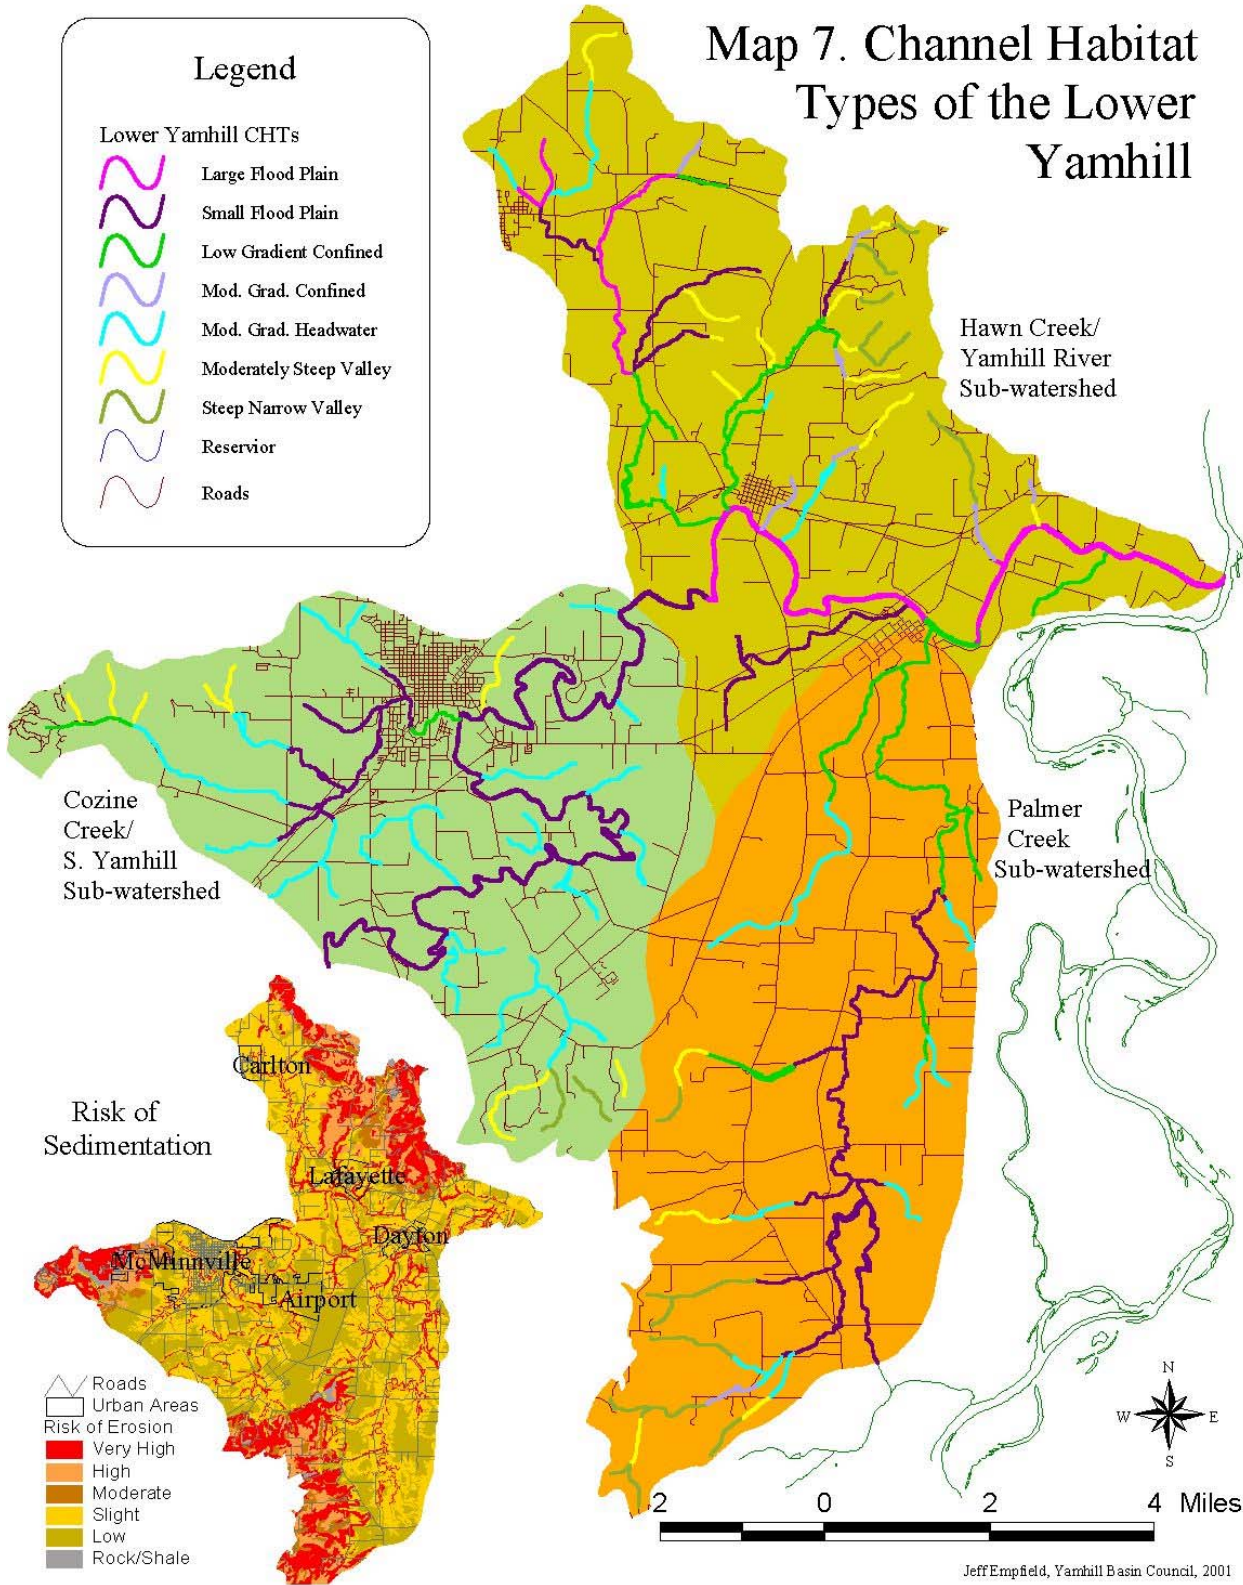 Map 7. Channel Habitat
Types of the Lower
Yamhill
Legend
Lower Yamhill CHTs
Large Flood Plain
Small Flood Plain
Low Gradient Confined
Mod. Grad. Confined
Mod. Grad. Headwater
Moderately Steep Valley
Steep Narrow Valley
Reservior
Roads
Hawn Creek/
Yamhill River
Sub-watershed
Cozine
Creek/
S. Yamhill
Sub-watershed
Palmer
Creek
Sub-watershed
Risk of
Sedimentation
Carlton
Lafayette
Dayton
McMinnville
Airport
Roads
Urban Areas
Risk of Erosion
Very High
High
Moderate
Slight
Low
Rock/Shale
N
W E
S
2 0 2 4 Miles
Jeff Empfield, Yamhill Basin Council, 2001